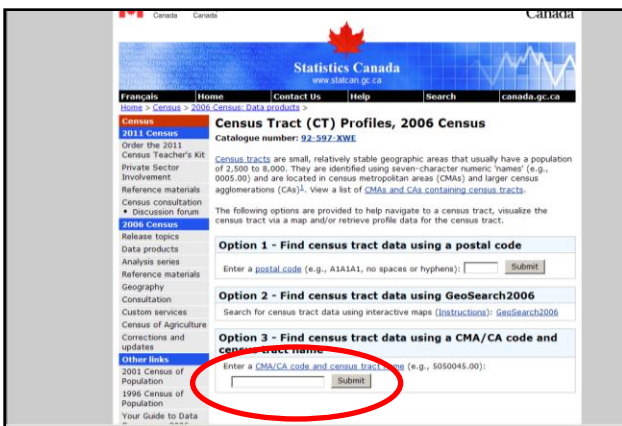 Canada
Canada
Canada
Statistics Canada
www.statcan.gc.ca
Français Home Contact Us Help Search canada.gc.ca
Home > Census > 2006 Census: Data products >
Census
2011 Census
Order the 2011
Census Teacher's Kit
Private Sector
Involvement
Reference materials
Census consultation
• Discussion forum
2006 Census
Release topics
Data products
Analysis series
Reference materials
Geography
Consultation
Custom services
Census of Agriculture
Corrections and
updates
Other links
2001 Census of
Population
1996 Census of
Population
Your Guide to Data
Census Tract (CT) Profiles, 2006 Census
Catalogue number: 92-597-XWE
Census tracts are small, relatively stable geographic areas that usually have a population
of 2,500 to 8,000. They are identified using seven-character numeric 'names' (e.g.,
0005.00) and are located in census metropolitan areas (CMAs) and larger census
agglomerations (CAs)1. View a list of CMAs and CAs containing census tracts.
The following options are provided to help navigate to a census tract, visualize the
census tract via a map and/or retrieve profile data for the census tract.
Option 1 - Find census tract data using a postal code
Enter a postal code (e.g., A1A1A1, no spaces or hyphens): Submit
Option 2 - Find census tract data using GeoSearch2006
Search for census tract data using interactive maps (Instructions): GeoSearch2006
Option 3 - Find census tract data using a CMA/CA code and
census tract name
Enter a CMA/CA code and census tract name (e.g., 5050045.00):
Submit